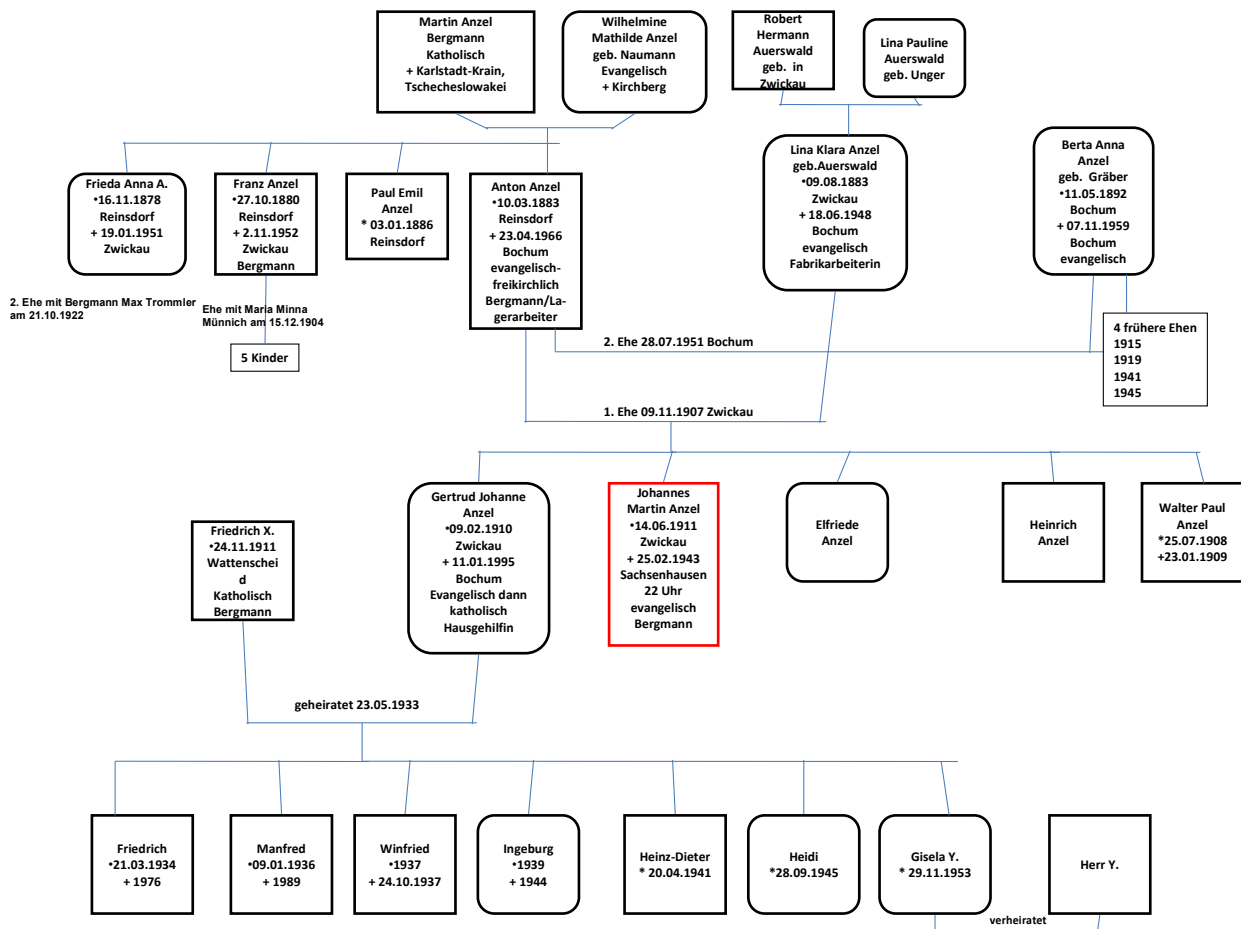 Martin Anzel
Bergmann
Katholisch
+ Karlstadt-Krain,
Tschecheslowakei
Wilhelmine
Mathilde Anzel
geb. Naumann
Evangelisch
+ Kirchberg
Robert
Hermann
Auerswald
geb. in
Zwickau
Lina Pauline
Auerswald
geb. Unger
Frieda Anna A.
•16.11.1878
Reinsdorf
+ 19.01.1951
Zwickau
Franz Anzel
•27.10.1880
Reinsdorf
+ 2.11.1952
Zwickau
Bergmann
Paul Emil
Anzel
* 03.01.1886
Reinsdorf
Anton Anzel
•10.03.1883
Reinsdorf
+ 23.04.1966
Bochum
evangelisch-
freikirchlich
Bergmann/La-
gerarbeiter
Lina Klara Anzel
geb.Auerswald
•09.08.1883
Zwickau
+ 18.06.1948
Bochum
evangelisch
Fabrikarbeiterin
Berta Anna
Anzel
geb. Gräber
•11.05.1892
Bochum
+ 07.11.1959
Bochum
evangelisch
2. Ehe mit Bergmann Max Trommler
am 21.10.1922
Ehe mit Maria Minna
Münnich am 15.12.1904
5 Kinder
2. Ehe 28.07.1951 Bochum
4 frühere Ehen
1915
1919
1941
1945
1. Ehe 09.11.1907 Zwickau
Friedrich X.
•24.11.1911
Wattenschei
d
Katholisch
Bergmann
Gertrud Johanne
Anzel
•09.02.1910
Zwickau
+ 11.01.1995
Bochum
Evangelisch dann
katholisch
Hausgehilfin
Johannes
Martin Anzel
•14.06.1911
Zwickau
+ 25.02.1943
Sachsenhausen
22 Uhr
evangelisch
Bergmann
Elfriede
Anzel
Heinrich
Anzel
Walter Paul
Anzel
*25.07.1908
+23.01.1909
geheiratet 23.05.1933
Friedrich
•21.03.1934
+ 1976
Manfred
•09.01.1936
+ 1989
Winfried
•1937
+ 24.10.1937
Ingeburg
•1939
+ 1944
Heinz-Dieter
* 20.04.1941
Heidi
*28.09.1945
Gisela Y.
* 29.11.1953
Herr Y.
verheiratet